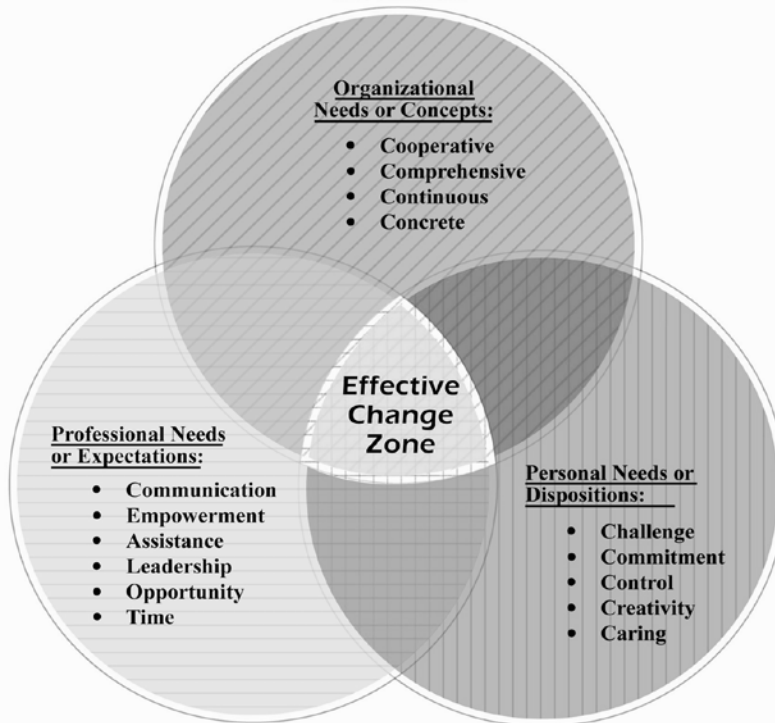 Organizational
Needs or Concepts:
• Cooperative
• Comprehensive
• Continuous
• Concrete
Effective
Change
Zone
Professional Needs
or Expectations:
• Communication
• Empowerment
• Assistance
• Leadership
• Opportunity
• Time
Personal Needs or
Dispositions:
• Challenge
• Commitment
• Control
• Creativity
• Caring